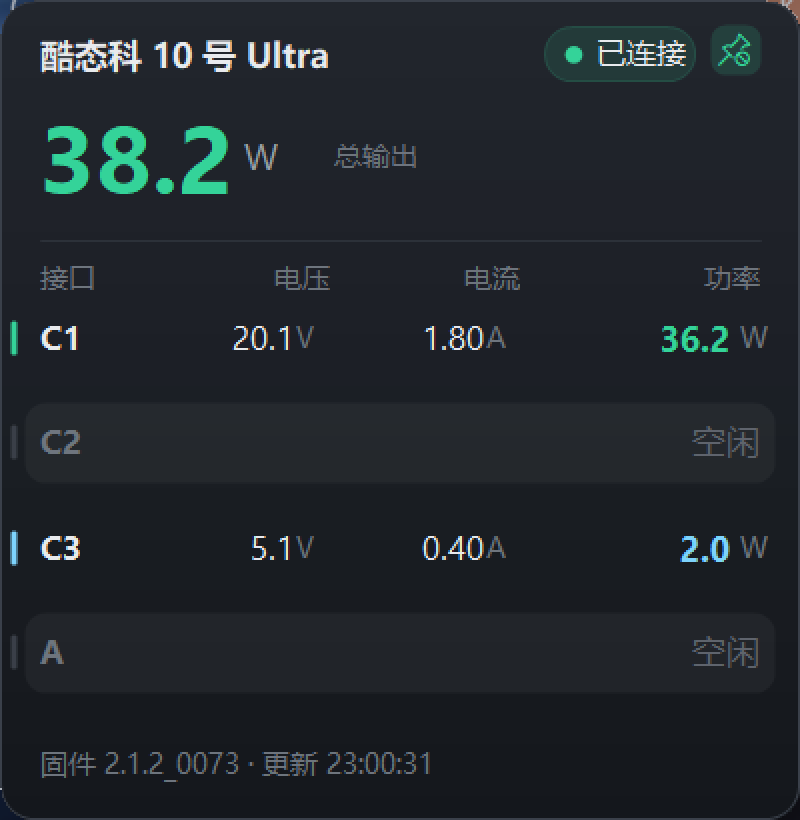 酷态科 10 号 Ultra 已连接
38.2 W 总输出
接口 电压 电流 功率
C1 20.1V 1.80A 36.2 W
C2 空闲
C3 5.1V 0.40A 2.0 W
A 空闲
固件 2.1.2_0073 · 更新 23:00:31